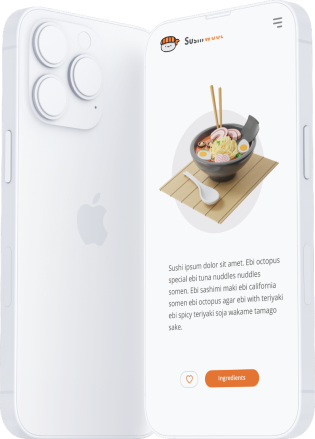 Sushi ipsum dolor sit amet. Ebi octopus
special ebi tuna nuddles nuddles
somen. Ebi sashimi maki ebi california
somen ebi octopus agar ebi with teriyaki
ebi spicy teriyaki soja wakame tamago
sake.
Ingredients